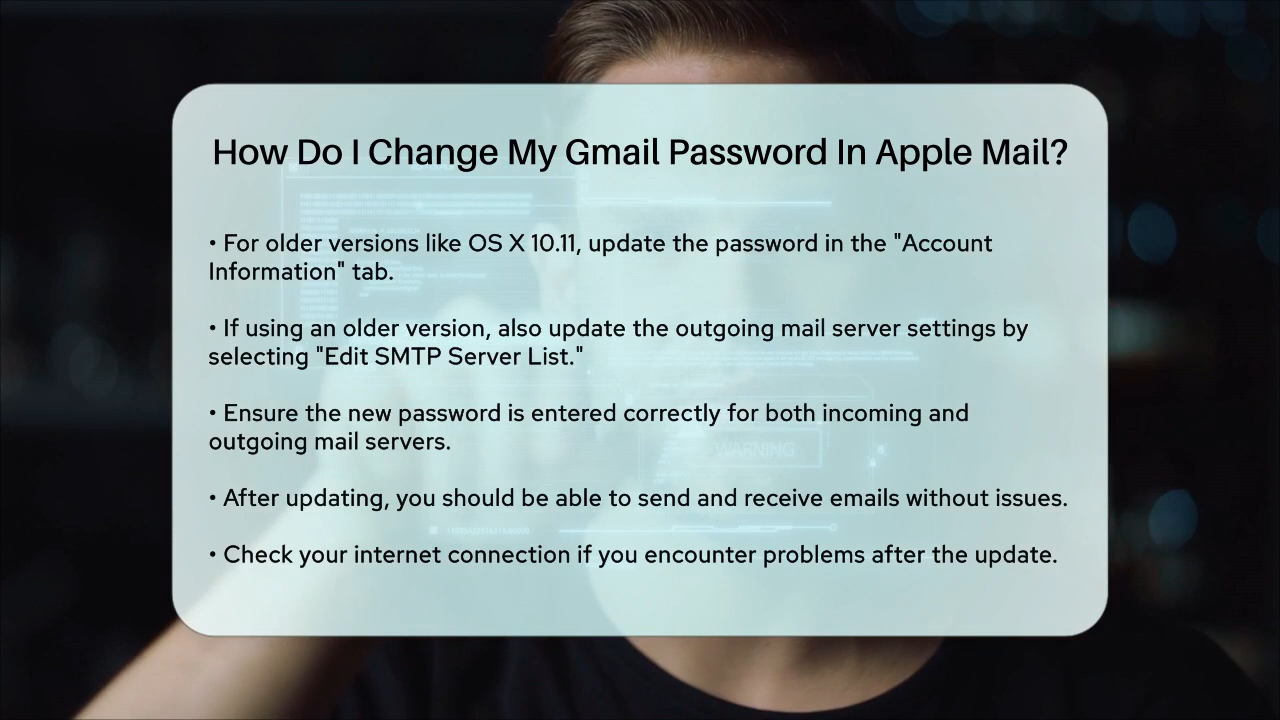 How Do I Change My Gmail Password In Apple Mail?
• For older versions like OS X 10.11, update the password in the "Account
Information" tab.
• If using an older version, also update the outgoing mail server settings by
selecting "Edit SMTP Server List."
• Ensure the new password is entered correctly for both incoming and
outgoing mail servers.
WARNING
• After updating, you should be able to send and receive emails without issues.
• Check your internet connection if you encounter problems after the update.